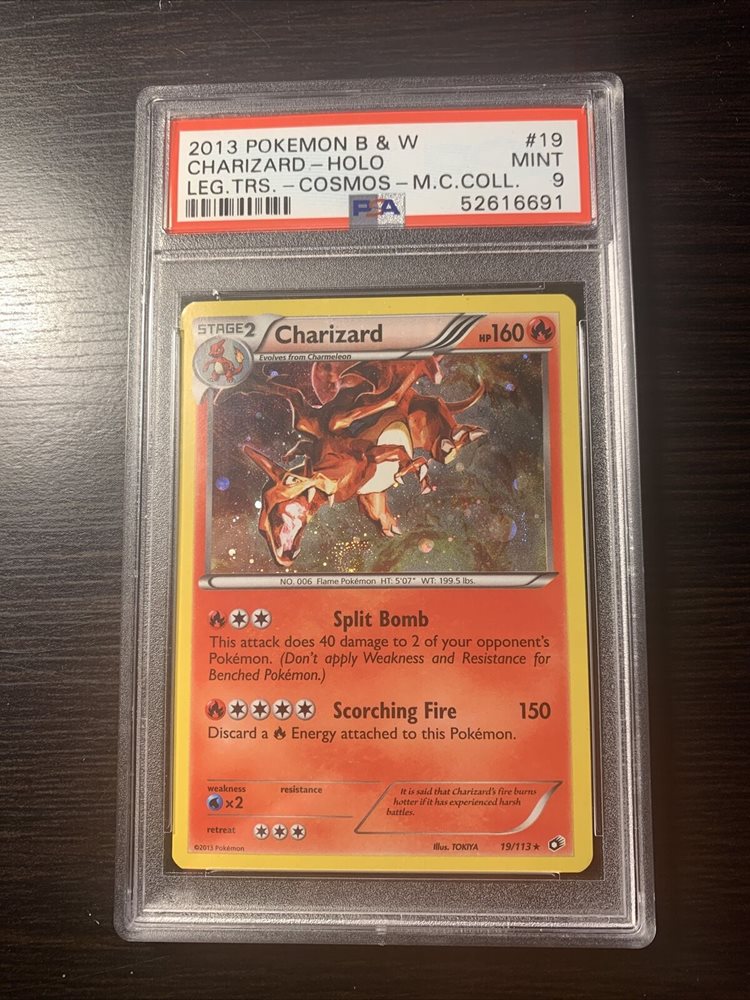 2013 POKEMON B & W #19
CHARIZARD-HOLO MINT
LEG.TRS. - COSMOS - M.C.COLL. 9
PSA 52616691
STAGE2 Charizard HP160
Evolves from Charmeleon
NO. 006 Flame Pokémon HT: 5'07" WT: 199.5 lbs.
Split Bomb
This attack does 40 damage to 2 of your opponent's
Pokémon. (Don't apply Weakness and Resistance for
Benched Pokémon.)
Scorching Fire 150
Discard a Energy attached to this Pokémon.
weakness resistance
×2
It is said that Charizard's fire burns
hotter if it has experienced harsh
battles.
retreat
©2013 Pokémon Illus. TOKIYA 19/113 ★